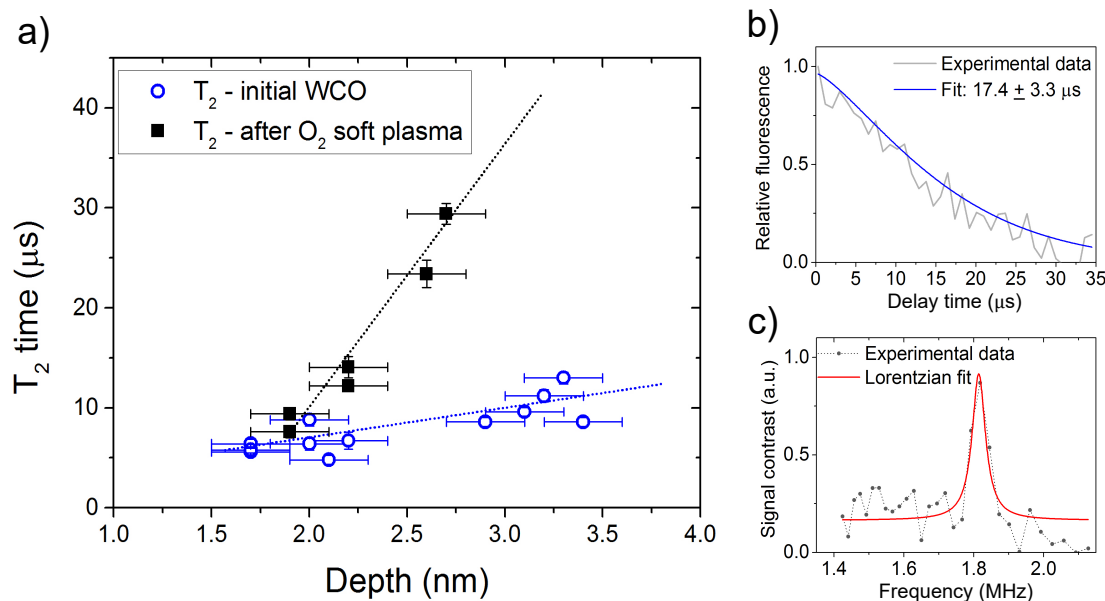 a)
T₂ - initial WCO
T₂ - after O₂ soft plasma
40
30
20
10
0
T₂ time (μs)
1.0 1.5 2.0 2.5 3.0 3.5 4.0
Depth (nm)
b)
Experimental data
Fit: 17.4 ± 3.3 μs
1.0
0.5
0.0
Relative fluorescence
0 5 10 15 20 25 30 35
Delay time (μs)
c)
Experimental data
Lorentzian fit
1.0
0.5
0.0
Signal contrast (a.u.)
1.4 1.6 1.8 2.0
Frequency (MHz)